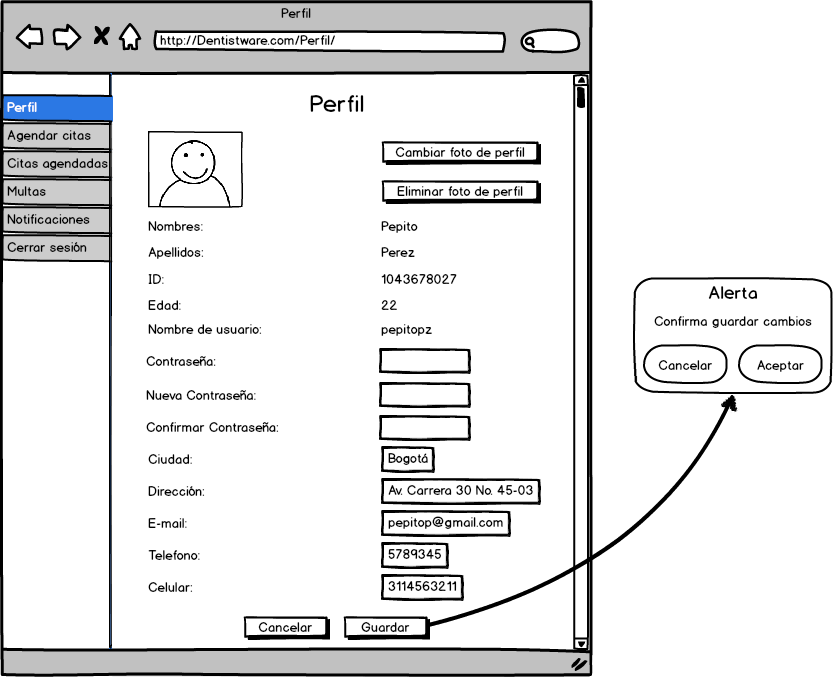 Perfil
http://Dentistware.com/Perfil/
Perfil
Agendar citas
Citas agendadas
Multas
Notificaciones
Cerrar sesión
Perfil
Cambiar foto de perfil
Eliminar foto de perfil
Nombres: Pepito
Apellidos: Perez
ID: 1043678027
Edad: 22
Nombre de usuario: pepitopz
Contraseña:
Nueva Contraseña:
Confirmar Contraseña:
Ciudad: Bogotá
Dirección: Av. Carrera 30 No. 45-03
E-mail: pepitop@gmail.com
Telefono: 5789345
Celular: 3114563211
Cancelar Guardar
Alerta
Confirma guardar cambios
Cancelar Aceptar